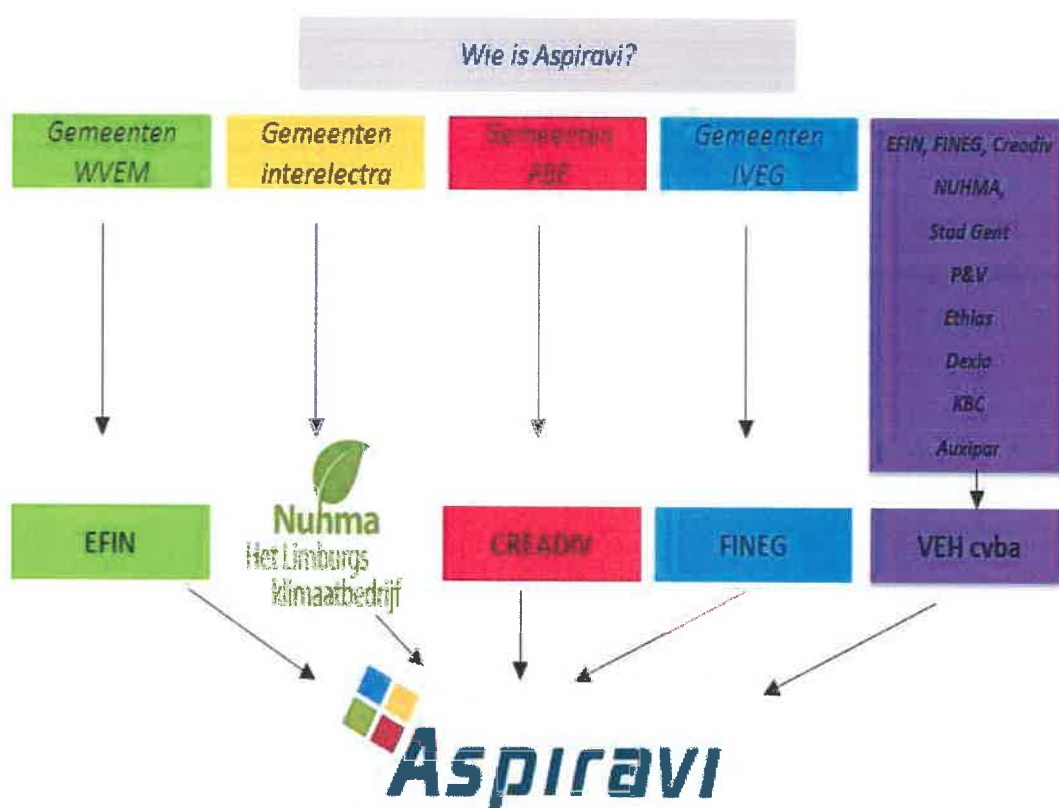 Wie is Aspiravi?
Gemeenten
WVEM
Gemeenten
interelectra
Gemeenten
PBE
Gemeenten
IVEG
EFIN, FINEG, Creadiv
NUHMA,
Stad Gent
P&V
Ethias
Dexia
KBC
Auxipar
EFIN
Nuhma
Het Limburgs
klimaatbedrijf
CREADIV
FINEG
VEH cvba
Aspiravi